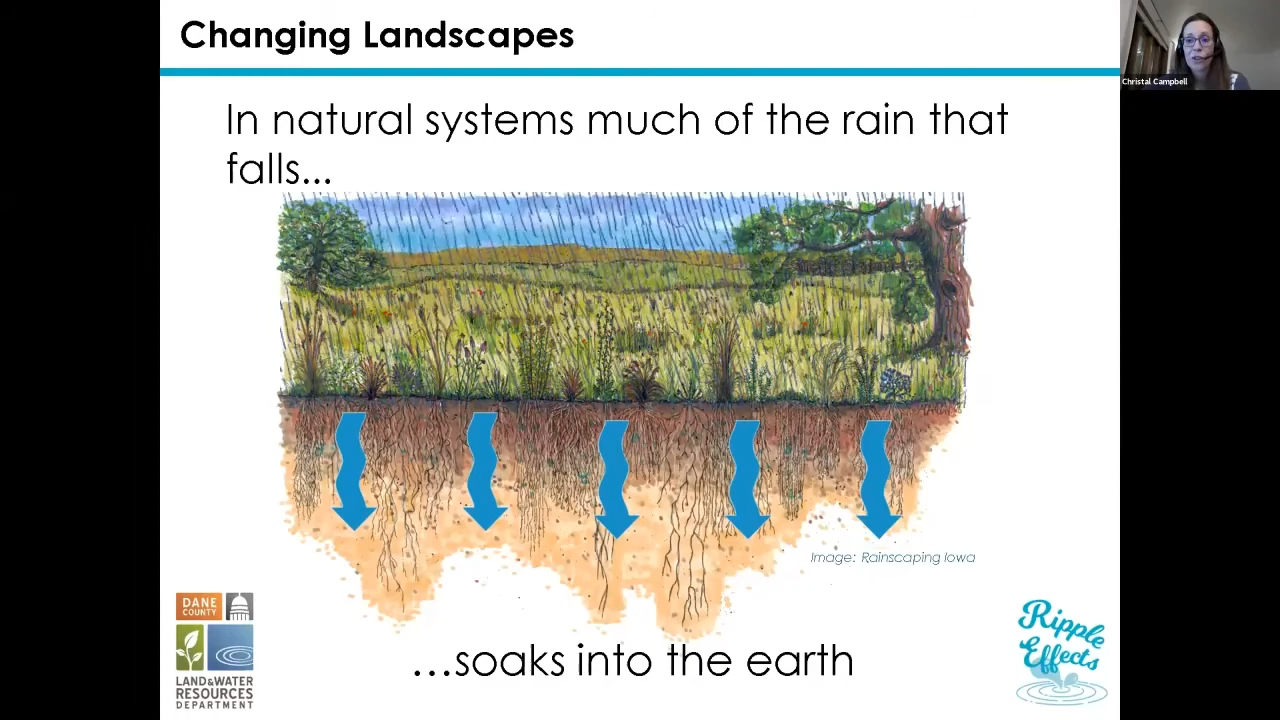 Changing Landscapes
Christal Campbell
In natural systems much of the rain that
falls...
Image: Rainscaping Iowa
DANE
COUNTY
LAND&WATER
RESOURCES
DEPARTMENT
Ripple
Effects
...soaks into the earth